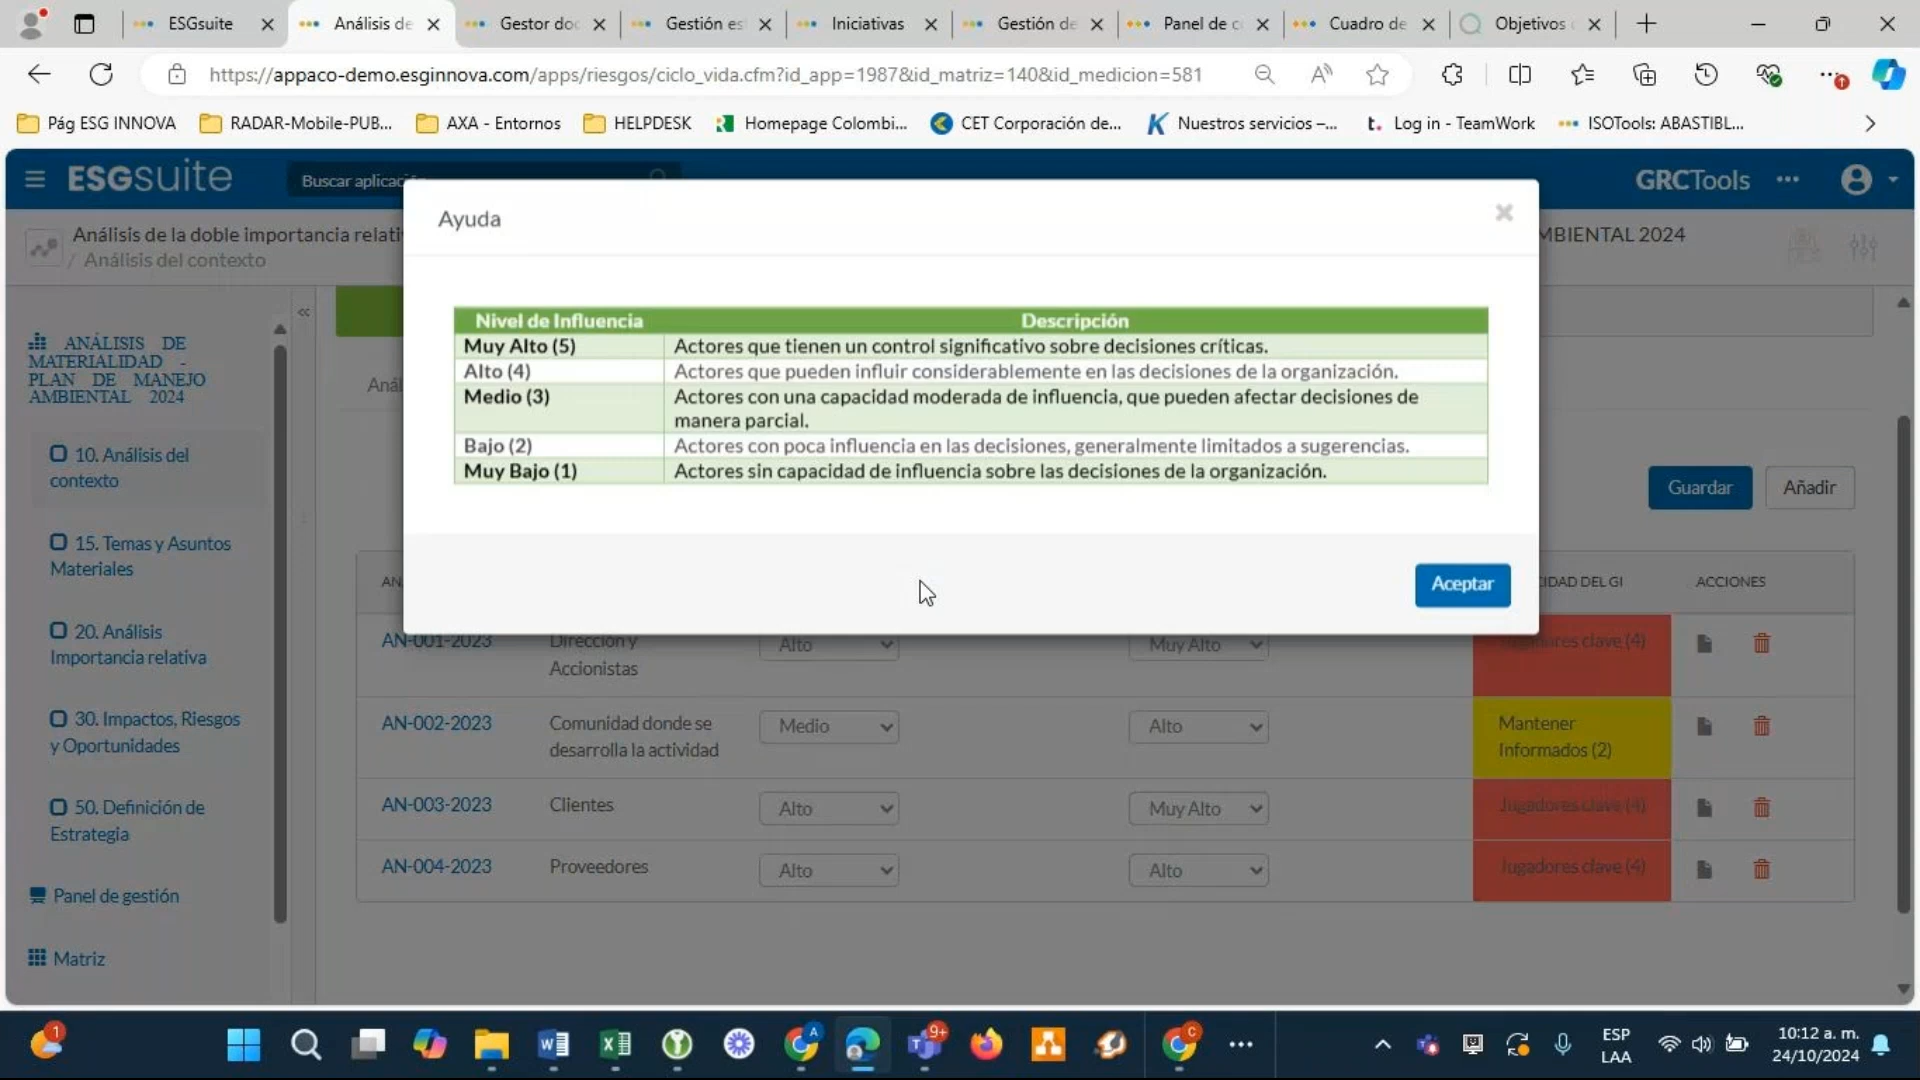 ESGsuite
Análisis de
Gestor doc
Gestión es
Iniciativas
Gestión de
Panel de c
Cuadro de
Objetivos
https://appaco-demo.esginnova.com/apps/riesgos/ciclo_vida.cfm?id_app=1987&id_matriz=140&id_medicion=581
Pág ESG INNOVA
RADAR-Mobile-PUB...
AXA - Entornos
HELPDESK
Homepage Colombi...
CET Corporación de...
Nuestros servicios –...
Log in - TeamWork
ISOTools: ABASTIBL...
ESGsuite
Buscar aplicac
GRCTools
Análisis de la doble importancia relati
MBIENTAL 2024
/ Análisis del contexto
Ayuda
Nivel de Influencia Descripción
Muy Alto (5) Actores que tienen un control significativo sobre decisiones críticas.
Alto (4) Actores que pueden influir considerablemente en las decisiones de la organización.
Medio (3) Actores con una capacidad moderada de influencia, que pueden afectar decisiones de
manera parcial.
Bajo (2) Actores con poca influencia en las decisiones, generalmente limitados a sugerencias.
Muy Bajo (1) Actores sin capacidad de influencia sobre las decisiones de la organización.
Aceptar
ANÁLISIS DE
MATERIALIDAD -
PLAN DE MANEJO
AMBIENTAL 2024
10. Análisis del
contexto
15. Temas y Asuntos
Materiales
20. Análisis
Importancia relativa
30. Impactos, Riesgos
y Oportunidades
50. Definición de
Estrategia
Panel de gestión
Matriz
Anál
Guardar Añadir
AN
IDAD DEL GI ACCIONES
AN-001-2023 Dirección y
Accionistas
Alto Muy Alto Jugadores clave (4)
AN-002-2023 Comunidad donde se
desarrolla la actividad
Medio Alto Mantener
Informados (2)
AN-003-2023 Clientes Alto Muy Alto Jugadores clave (4)
AN-004-2023 Proveedores Alto Alto Jugadores clave (4)
1
A
9+
C
ESP
LAA
10:12 a. m.
24/10/2024